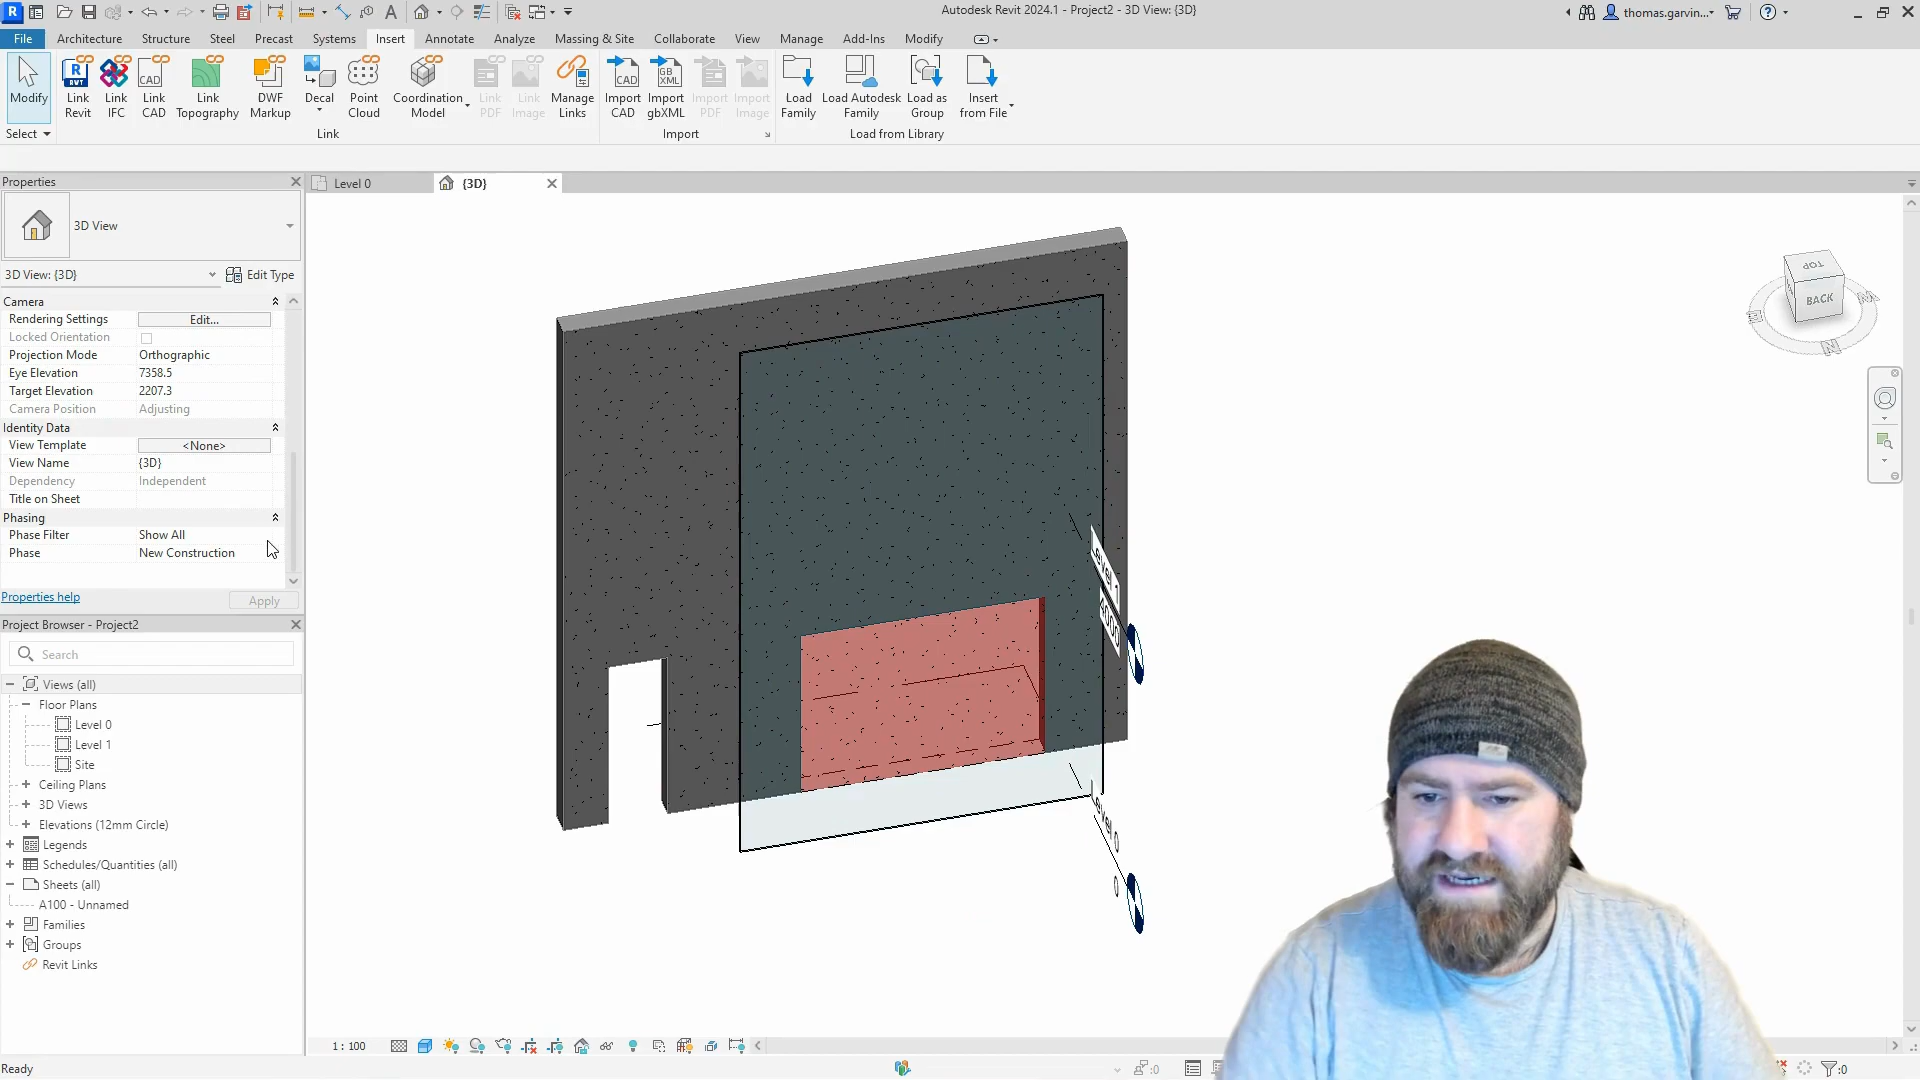 Autodesk Revit 2024.1 - Project2 - 3D View: {3D}
thomas.garvin...
File Architecture Structure Steel Precast Systems Insert Annotate Analyze Massing & Site Collaborate View Manage Add-Ins Modify
Modify
Link Revit
Link IFC
Link CAD
Link Topography
DWF Markup
Decal
Point Cloud
Coordination Model
Link PDF
Link Image
Manage Links
Import CAD
Import gbXML
Import PDF
Import Image
Load Family
Load Autodesk Family
Load as Group
Insert from File
Select
Link
Import
Load from Library
Properties
Level 0
{3D}
3D View
3D View: {3D}
Edit Type
Camera
Rendering Settings Edit...
Locked Orientation
Projection Mode Orthographic
Eye Elevation 7358.5
Target Elevation 2207.3
Camera Position Adjusting
Identity Data
View Template <None>
View Name {3D}
Dependency Independent
Title on Sheet
Phasing
Phase Filter Show All
Phase New Construction
Properties help
Apply
Project Browser - Project2
Search
Views (all)
Floor Plans
Level 0
Level 1
Site
Ceiling Plans
3D Views
Elevations (12mm Circle)
Legends
Schedules/Quantities (all)
Sheets (all)
A100 - Unnamed
Families
Groups
Revit Links
TOP
BACK
E
N
W
Level 1
4000
Level 0
0
1 : 100
Ready
:0
:0